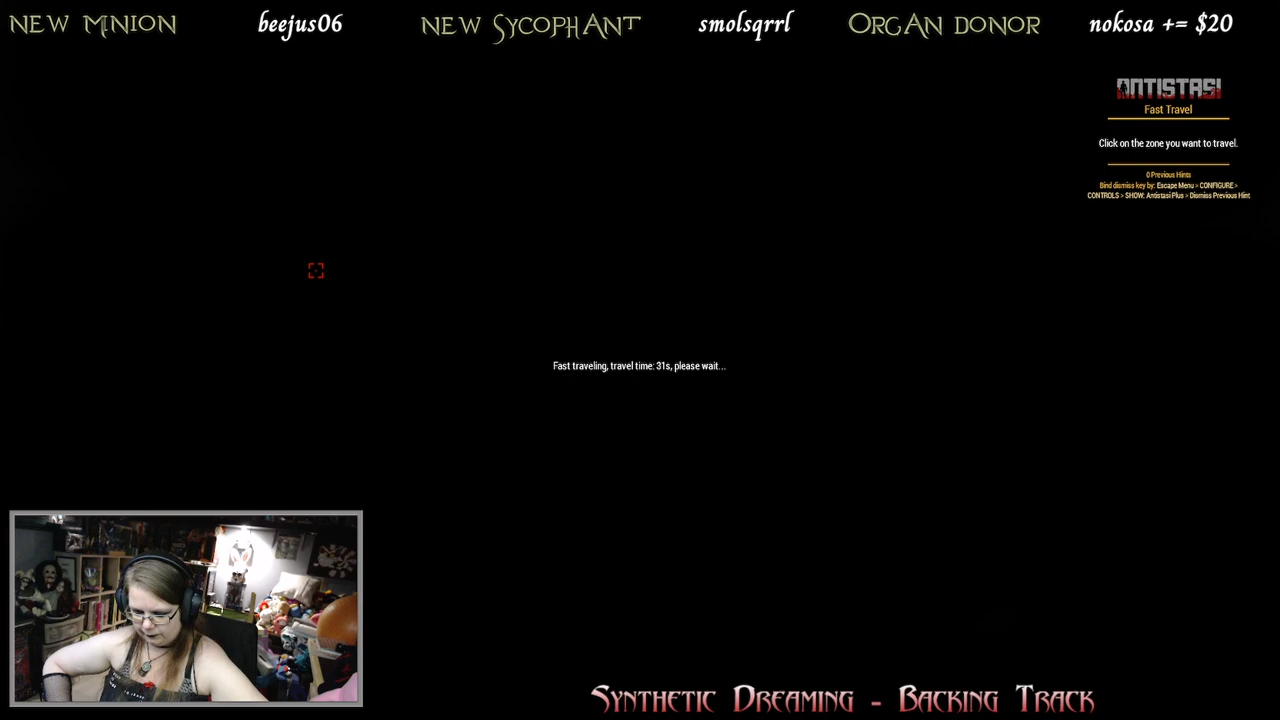 NEW MINION
beejus06
NEW SYCOPHANT
smolsqrrl
ORGAN DONOR
nokosa += $20
ANTISTASI
Fast Travel
Click on the zone you want to travel.
0 Previous Hints
Bind dismiss key by: Escape Menu > CONFIGURE >
CONTROLS > SHOW: Antistasi Plus > Dismiss Previous Hint
Fast traveling, travel time: 31s, please wait...
SYNTHETIC DREAMING - BACKING TRACK